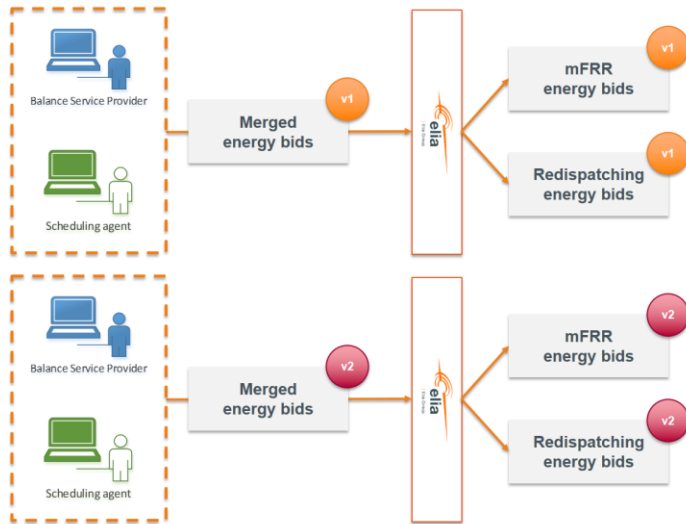 Balance Service Provider
Scheduling agent
Merged
energy bids
v1
elia
mFRR
energy bids
v1
Redispatching
energy bids
v1
Balance Service Provider
Scheduling agent
Merged
energy bids
v2
elia
mFRR
energy bids
v2
Redispatching
energy bids
v2